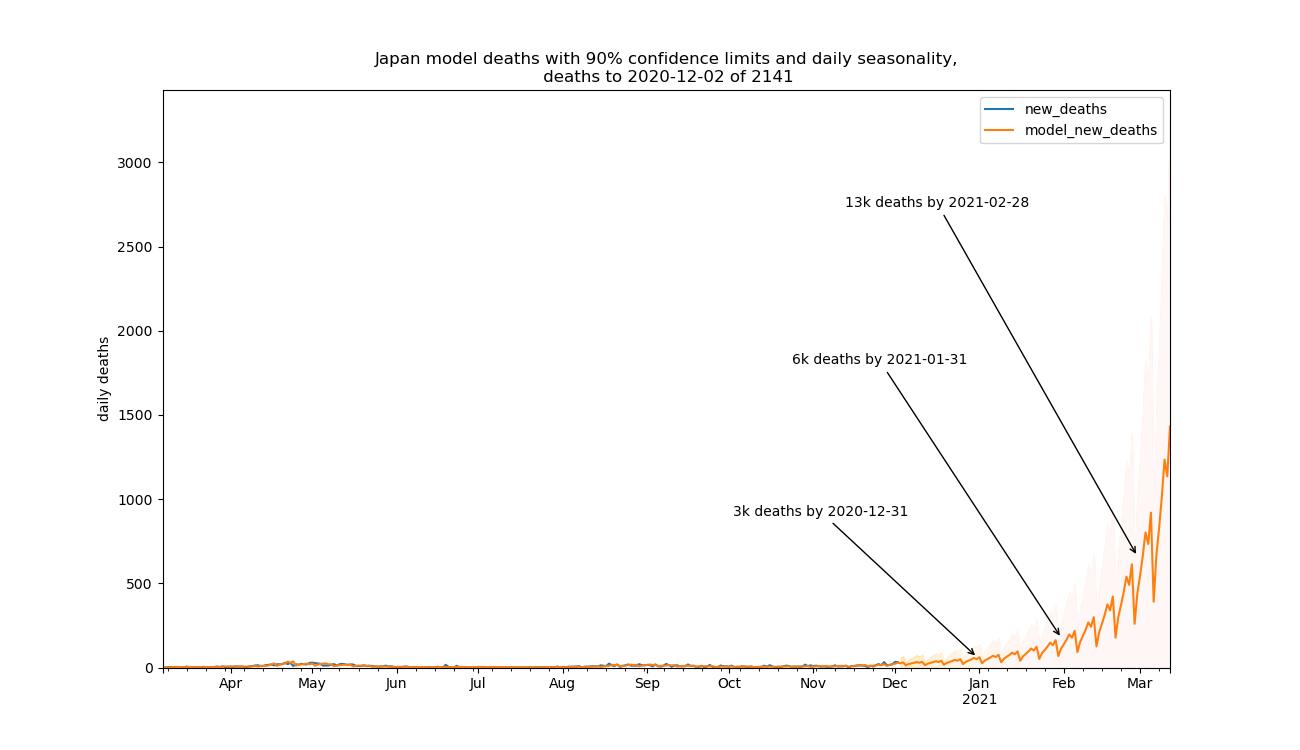 Japan model deaths with 90% confidence limits and daily seasonality,
deaths to 2020-12-02 of 2141
new_deaths
model_new_deaths
3000
13k deaths by 2021-02-28
2500
2000
daily deaths
6k deaths by 2021-01-31
1500
1000
3k deaths by 2020-12-31
500
0
Apr May Jun Jul Aug Sep Oct Nov Dec Jan Feb Mar
2021